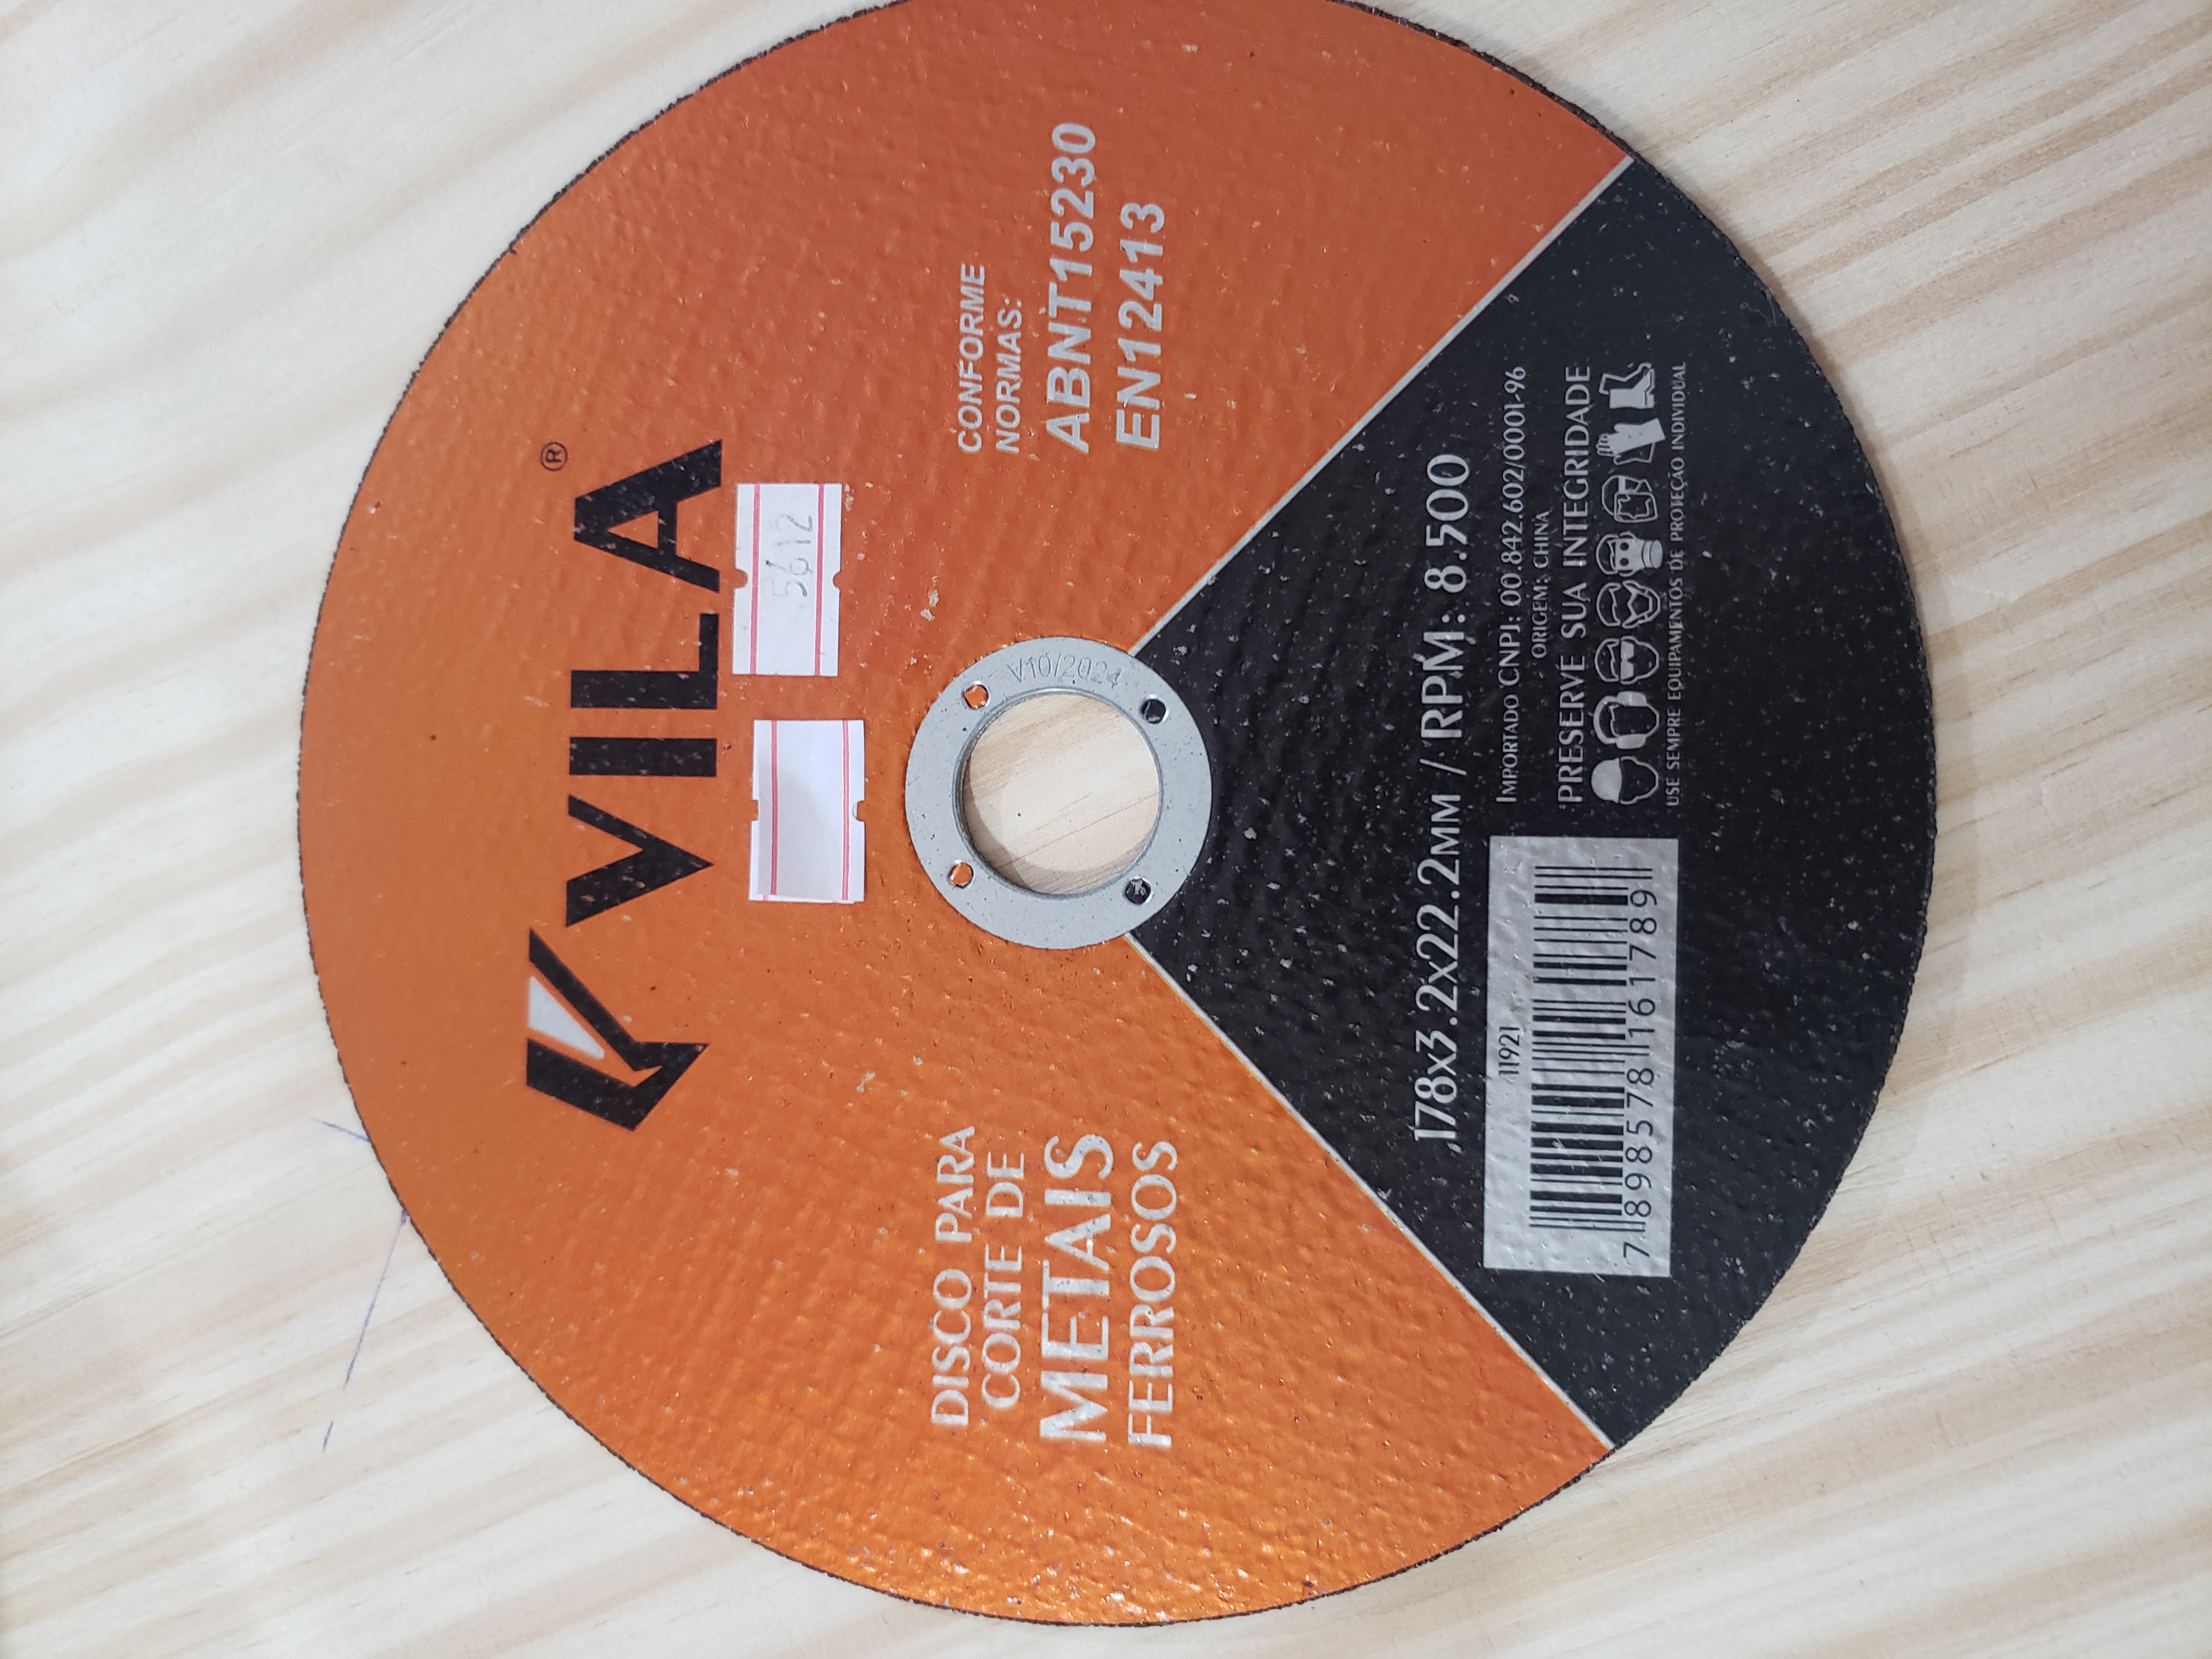 VILA®
5612
DISCO PARA
CORTE DE
METAIS
FERROSOS
CONFORME
NORMAS:
ABNT15230
EN12413
V10/2024
178x3.2x22.2MM / RPM: 8.500
11921
7 898578 161789
IMPORTADO CNPJ: 00.842.602/0001-96
ORIGEM: CHINA
PRESERVE SUA INTEGRIDADE
USE SEMPRE EQUIPAMENTOS DE PROTEÇÃO INDIVIDUAL